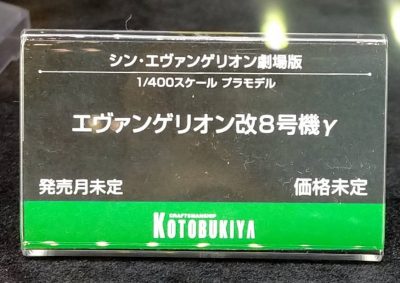 シン・エヴァンゲリオン劇場版
1/400スケール プラモデル
エヴァンゲリオン改8号機γ
発売月未定 価格未定
CRAFTSMANSHIP
KOTOBUKIYA